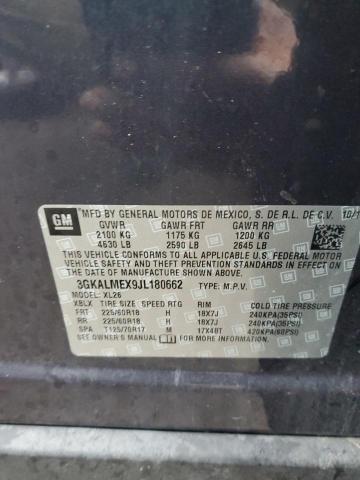 GM
MFD BY GENERAL MOTORS DE MEXICO, S. DE R.L. DE C.V. 10/1
GVWR GAWR FRT GAWR RR
2100 KG 1175 KG 1200 KG
4630 LB 2590 LB 2645 LB
THIS VEHICLE CONFORMS TO ALL APPLICABLE U.S. FEDERAL MOTOR
VEHICLE SAFETY AND THEFT PREVENTION STANDARDS IN EFFECT
ON THE DATE OF MANUFACTURE SHOWN ABOVE.
3GKALMEX9JL180662 TYPE: M.P.V.
MODEL: XL26
XBLX TIRE SIZE SPEED RTG RIM COLD TIRE PRESSURE
FRT 225/60R18 H 18X7J 240KPA(35PSI)
RR 225/60R18 H 18X7J 240KPA(35PSI)
SPA T125/70R17 M 17X4BT 420KPA(60PSI)
SEE OWNER'S MANUAL FOR ADDITIONAL INFORMATION.